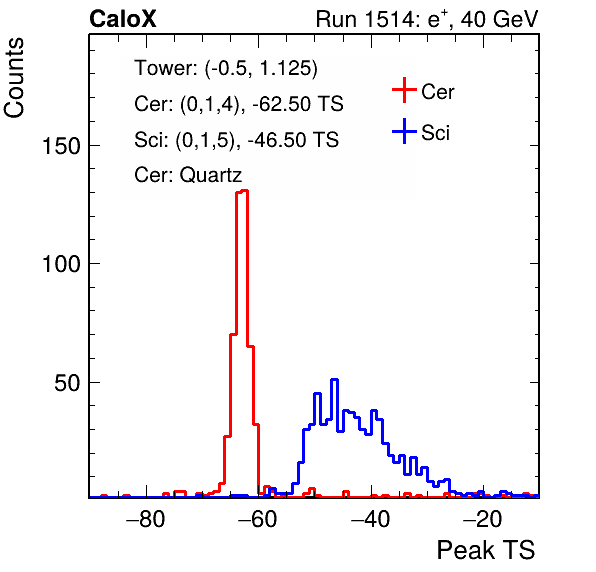 CaloX Run 1514: e⁺, 40 GeV
Counts
Tower: (-0.5, 1.125)
Cer: (0,1,4), -62.50 TS
Sci: (0,1,5), -46.50 TS
Cer: Quartz
Cer
Sci
150
100
50
−80 −60 −40 −20
Peak TS